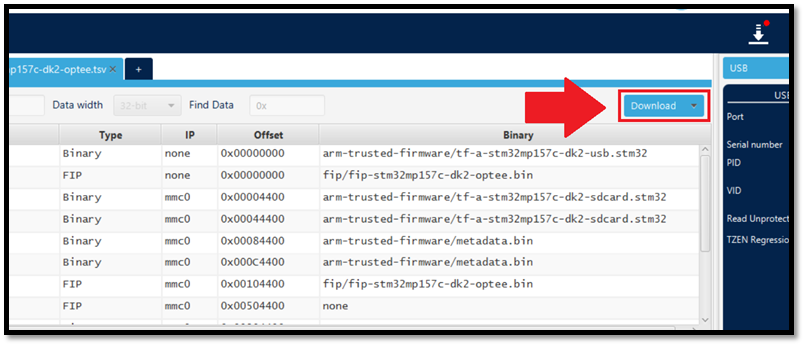 mp157c-dk2-optee.tsv × +
USB
Data width 32-bit Find Data 0x Download
USB
Port
Serial number
PID
VID
Read Unprotect
TZEN Regression
Type IP Offset Binary
Binary none 0x00000000 arm-trusted-firmware/tf-a-stm32mp157c-dk2-usb.stm32
FIP none 0x00000000 fip/fip-stm32mp157c-dk2-optee.bin
Binary mmc0 0x00004400 arm-trusted-firmware/tf-a-stm32mp157c-dk2-sdcard.stm32
Binary mmc0 0x00044400 arm-trusted-firmware/tf-a-stm32mp157c-dk2-sdcard.stm32
Binary mmc0 0x00084400 arm-trusted-firmware/metadata.bin
Binary mmc0 0x000C4400 arm-trusted-firmware/metadata.bin
FIP mmc0 0x00104400 fip/fip-stm32mp157c-dk2-optee.bin
FIP mmc0 0x00504400 none